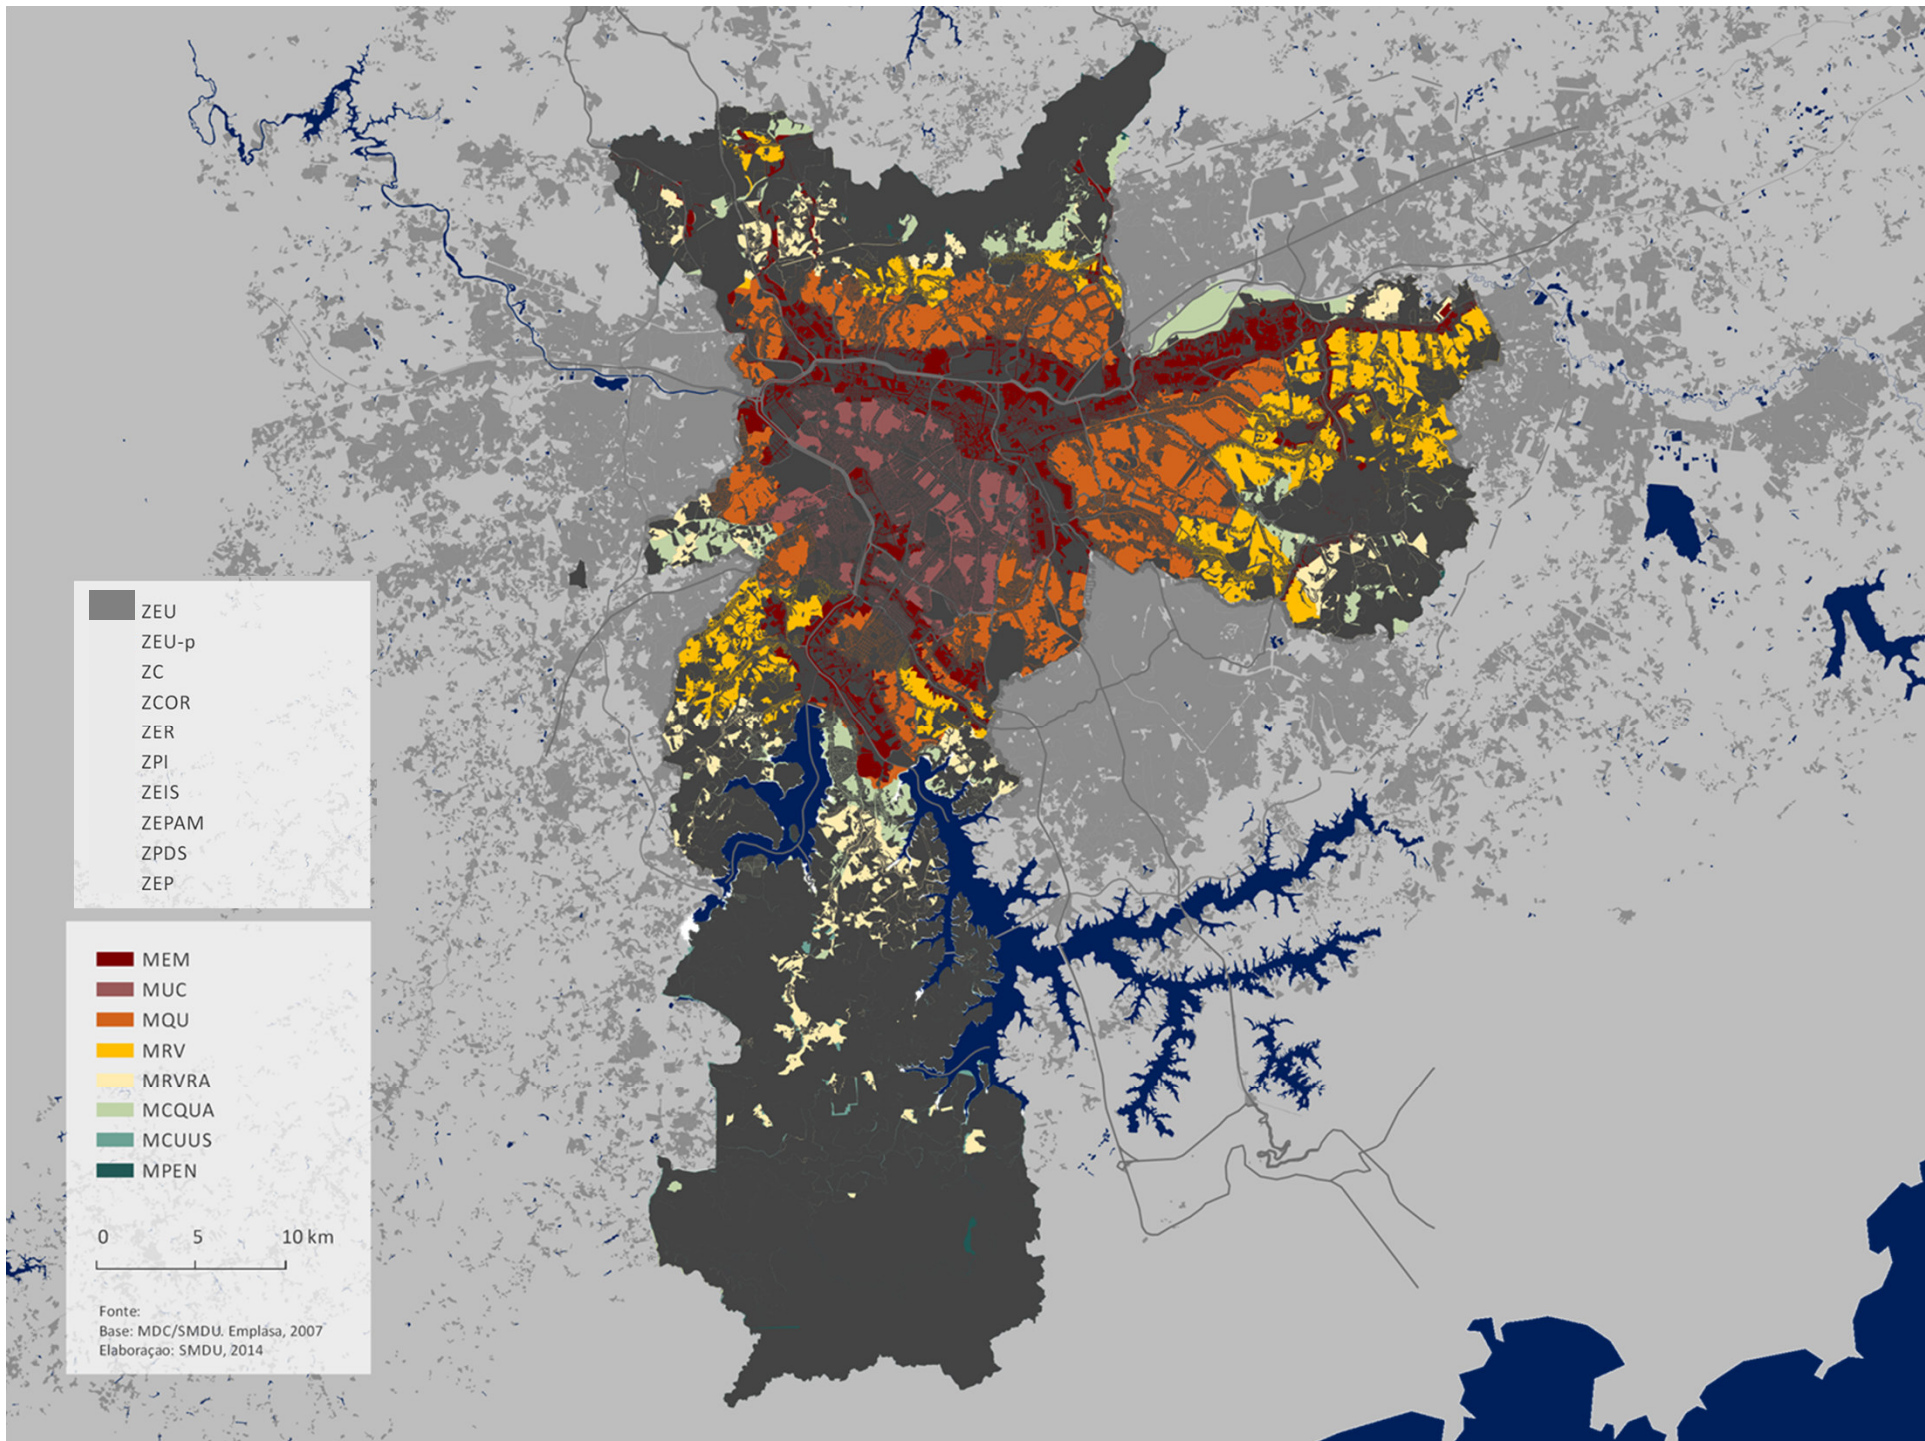 ZEU
ZEU-p
ZC
ZCOR
ZER
ZPI
ZEIS
ZEPAM
ZPDS
ZEP
MEM
MUC
MQU
MRV
MRVRA
MCQUA
MCUUS
MPEN
0 5 10 km
Fonte:
Base: MDC/SMDU. Emplasa, 2007
Elaboraçao: SMDU, 2014